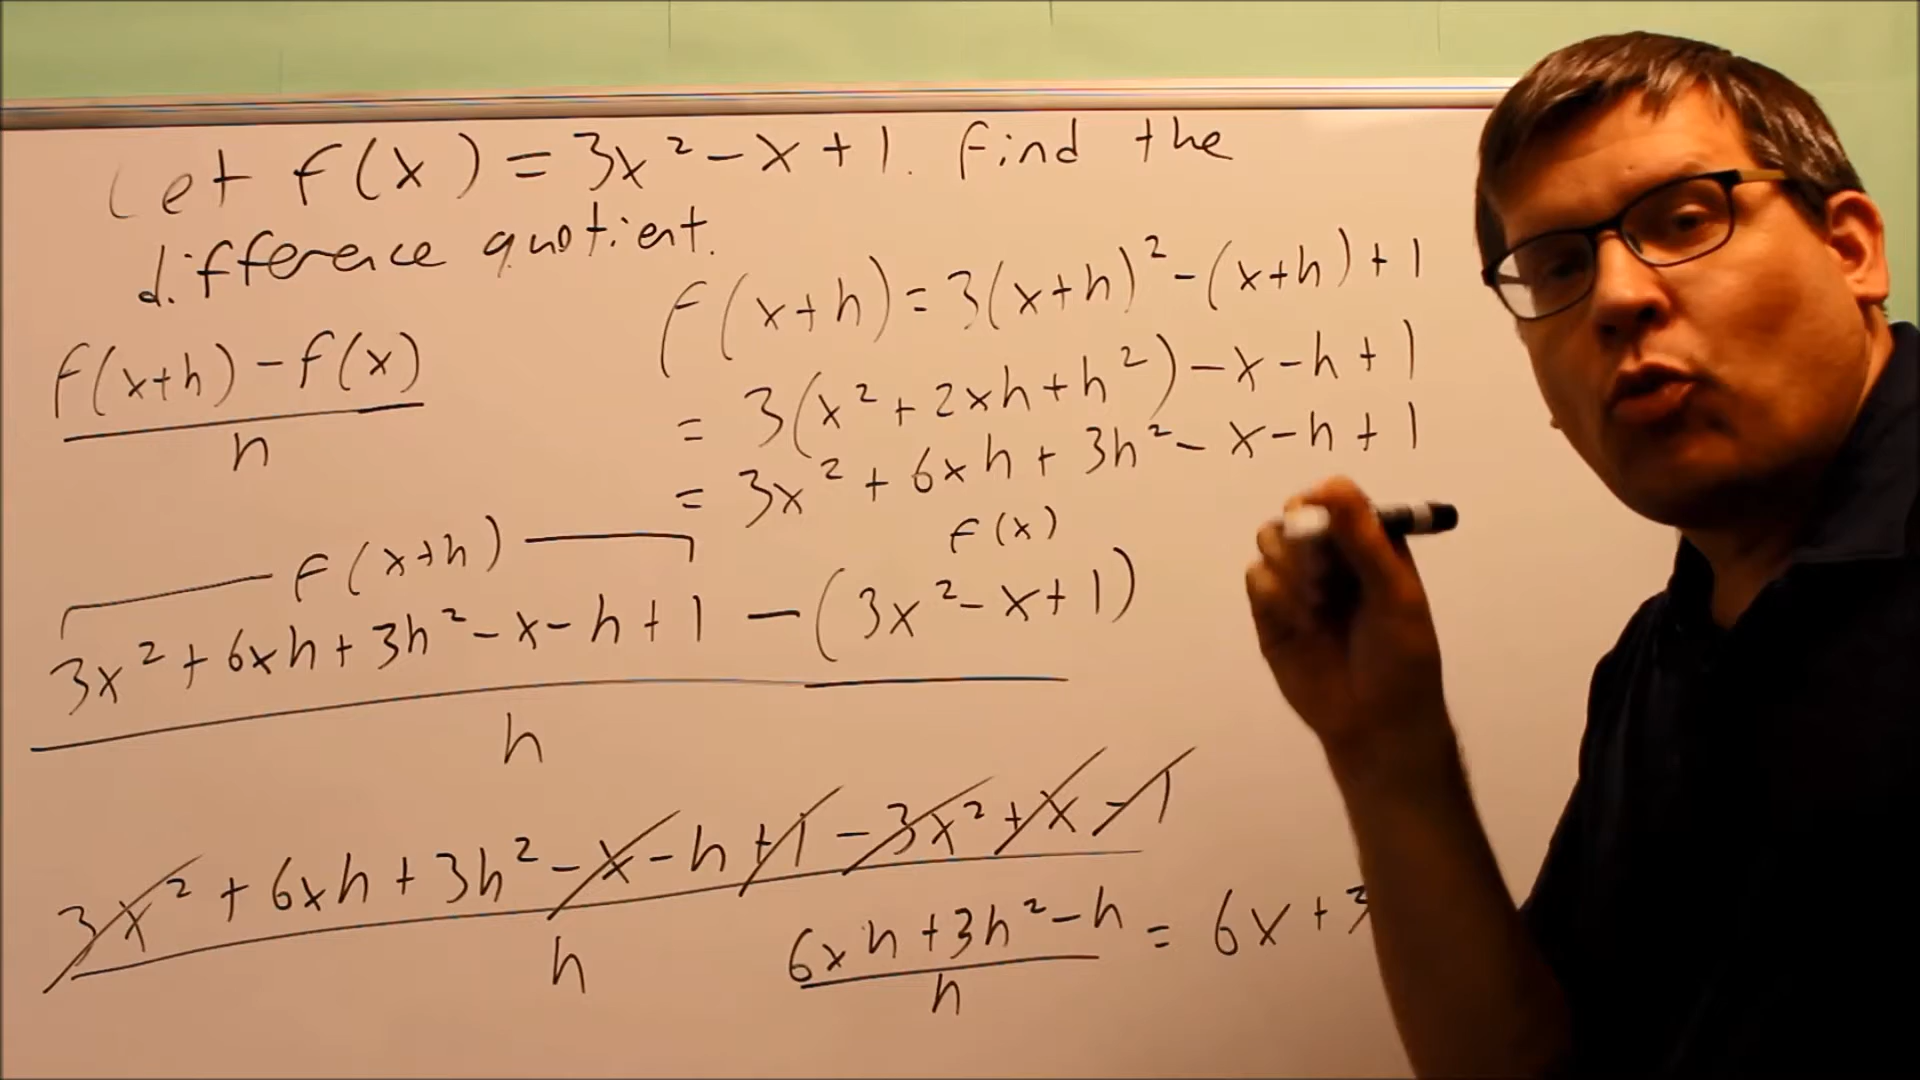 Let f(x) = 3x² - x + 1. Find the
difference quotient.
f(x+h) - f(x)
h
f(x+h) = 3(x+h)² - (x+h) + 1
= 3(x² + 2xh + h²) - x - h + 1
= 3x² + 6xh + 3h² - x - h + 1
f(x+h)
f(x)
3x² + 6xh + 3h² - x - h + 1 - (3x² - x + 1)
h
3x² + 6xh + 3h² - x - h + 1 - 3x² + x - 1
h
6xh + 3h² - h = 6x + 3
h